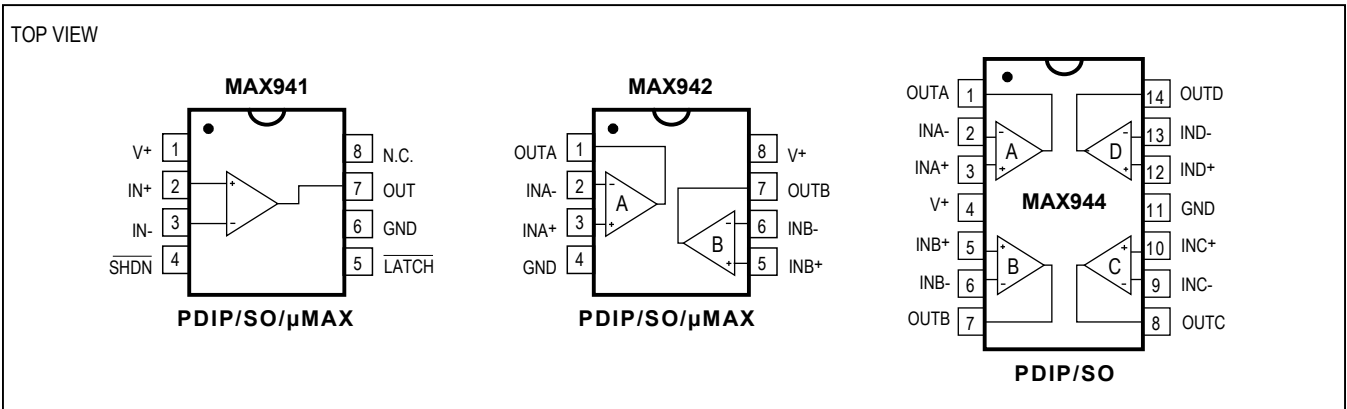 TOP VIEW
MAX941
V+ 1 8 N.C.
IN+ 2 + 7 OUT
IN- 3 - 6 GND
SHDN 4 5 LATCH
PDIP/SO/µMAX
MAX942
OUTA 1 8 V+
INA- 2 - A 7 OUTB
INA+ 3 + B - 6 INB-
GND 4 + 5 INB+
PDIP/SO/µMAX
OUTA 1 14 OUTD
INA- 2 - A D - 13 IND-
INA+ 3 + + 12 IND+
V+ 4 MAX944 11 GND
INB+ 5 + B C + 10 INC+
INB- 6 - - 9 INC-
OUTB 7 8 OUTC
PDIP/SO